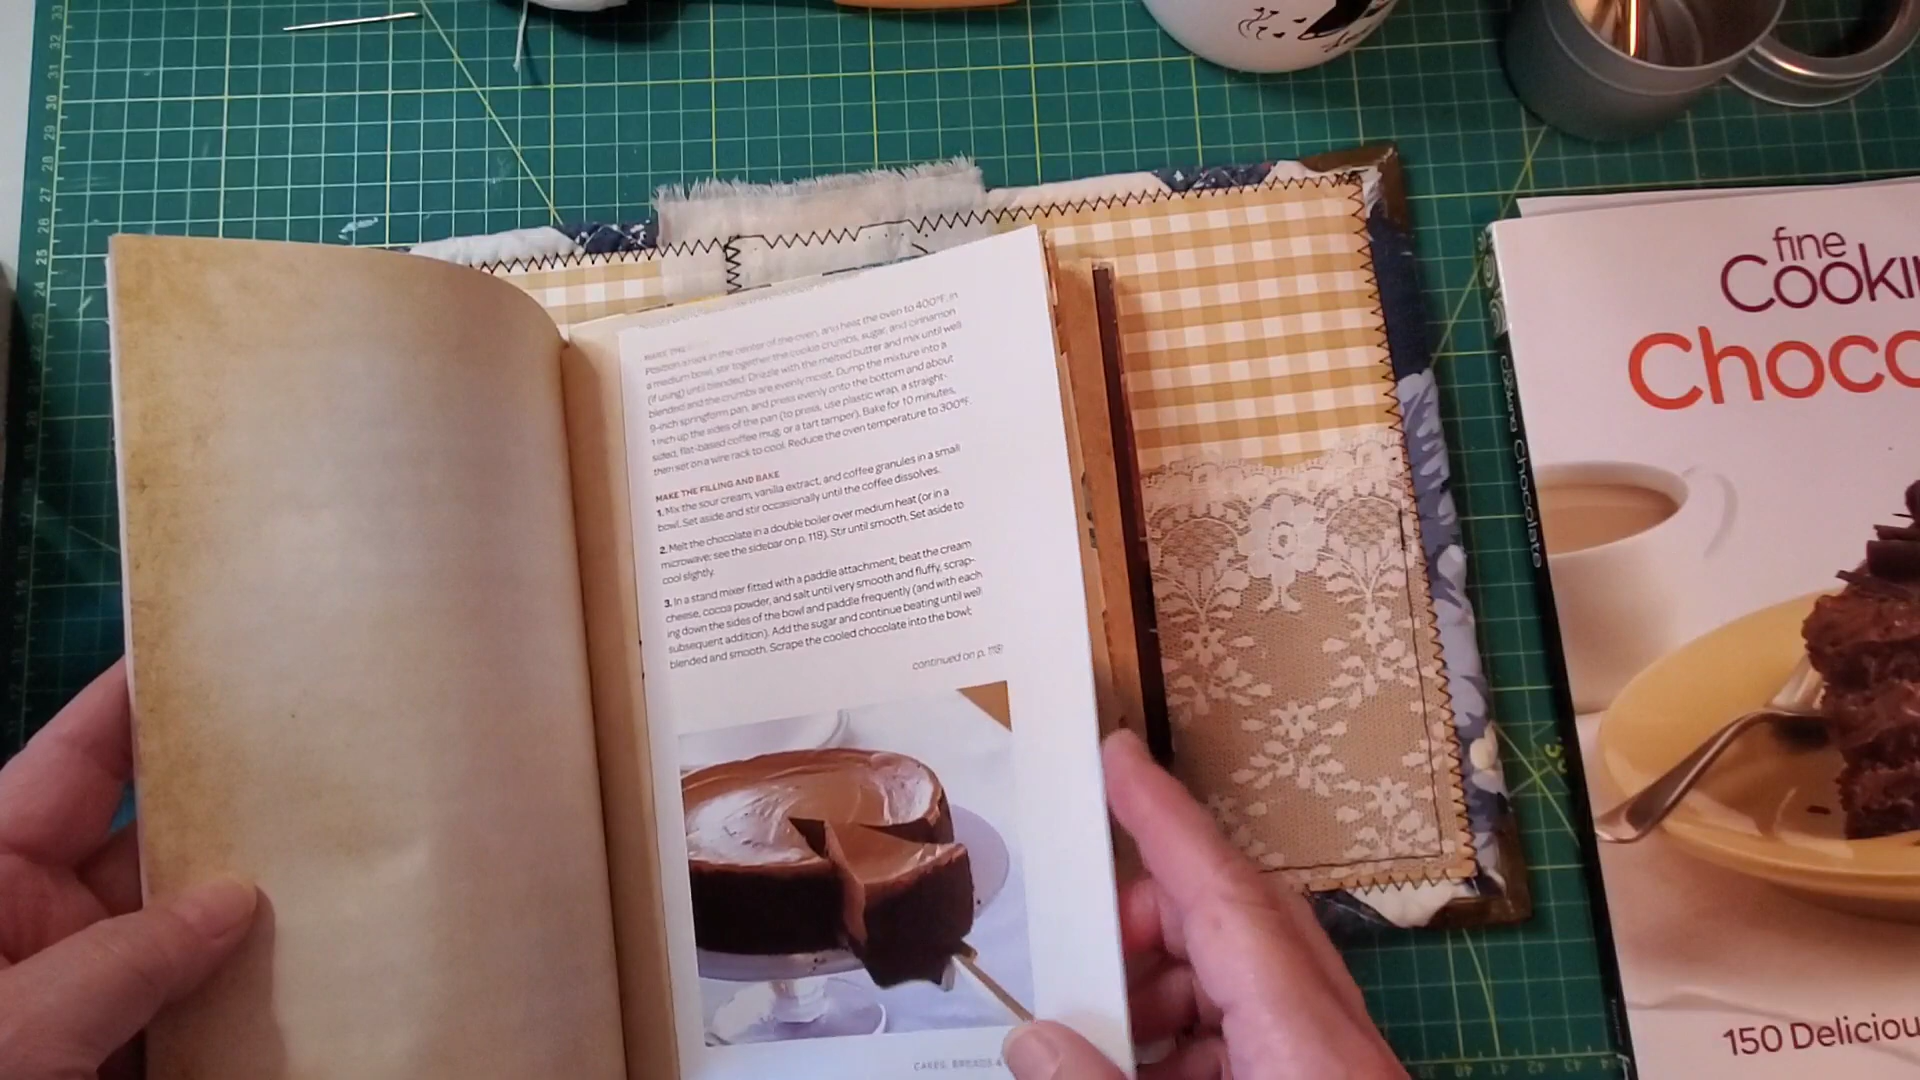 Position a rack in the center of the oven, and heat the oven to 400°F. In
a medium bowl, stir together the cookie crumbs, sugar, and cinnamon
(if using) until blended. Drizzle with the melted butter and mix until well
blended and the crumbs are evenly moist. Dump the mixture into a
9-inch springform pan, and press evenly onto the bottom and about
1 inch up the sides of the pan (to press, use plastic wrap, a straight-
sided, flat-based coffee mug, or a tart tamper). Bake for 10 minutes,
then set on a wire rack to cool. Reduce the oven temperature to 300°F.
MAKE THE FILLING AND BAKE
1. Mix the sour cream, vanilla extract, and coffee granules in a small
bowl. Set aside and stir occasionally until the coffee dissolves.
2. Melt the chocolate in a double boiler over medium heat (or in a
microwave; see the sidebar on p. 118). Stir until smooth. Set aside to
cool slightly.
3. In a stand mixer fitted with a paddle attachment, beat the cream
cheese, cocoa powder, and salt until very smooth and fluffy, scrap-
ing down the sides of the bowl and paddle frequently (and with each
subsequent addition). Add the sugar and continue beating until well
blended and smooth. Scrape the cooled chocolate into the bowl;
continued on p. 118
CAKES, BREADS &
fine
Cooki
Choco
150 Deliciou
Cooking Chocolate